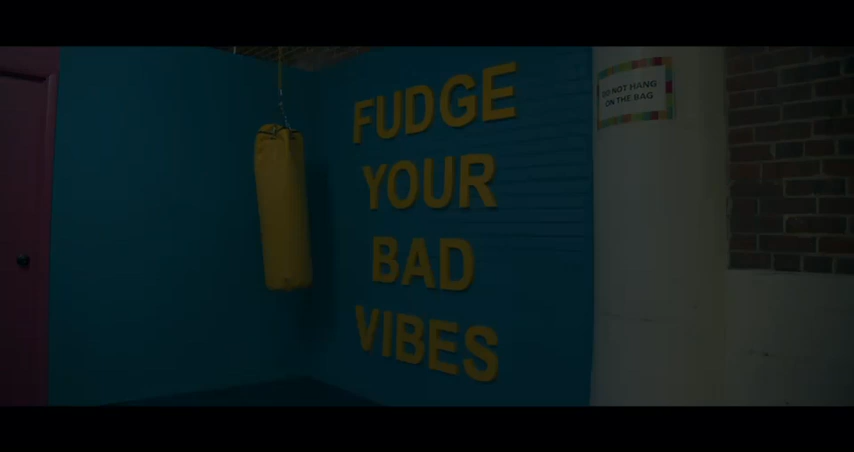 FUDGE
YOUR
BAD
VIBES
DO NOT HANG
ON THE BAG